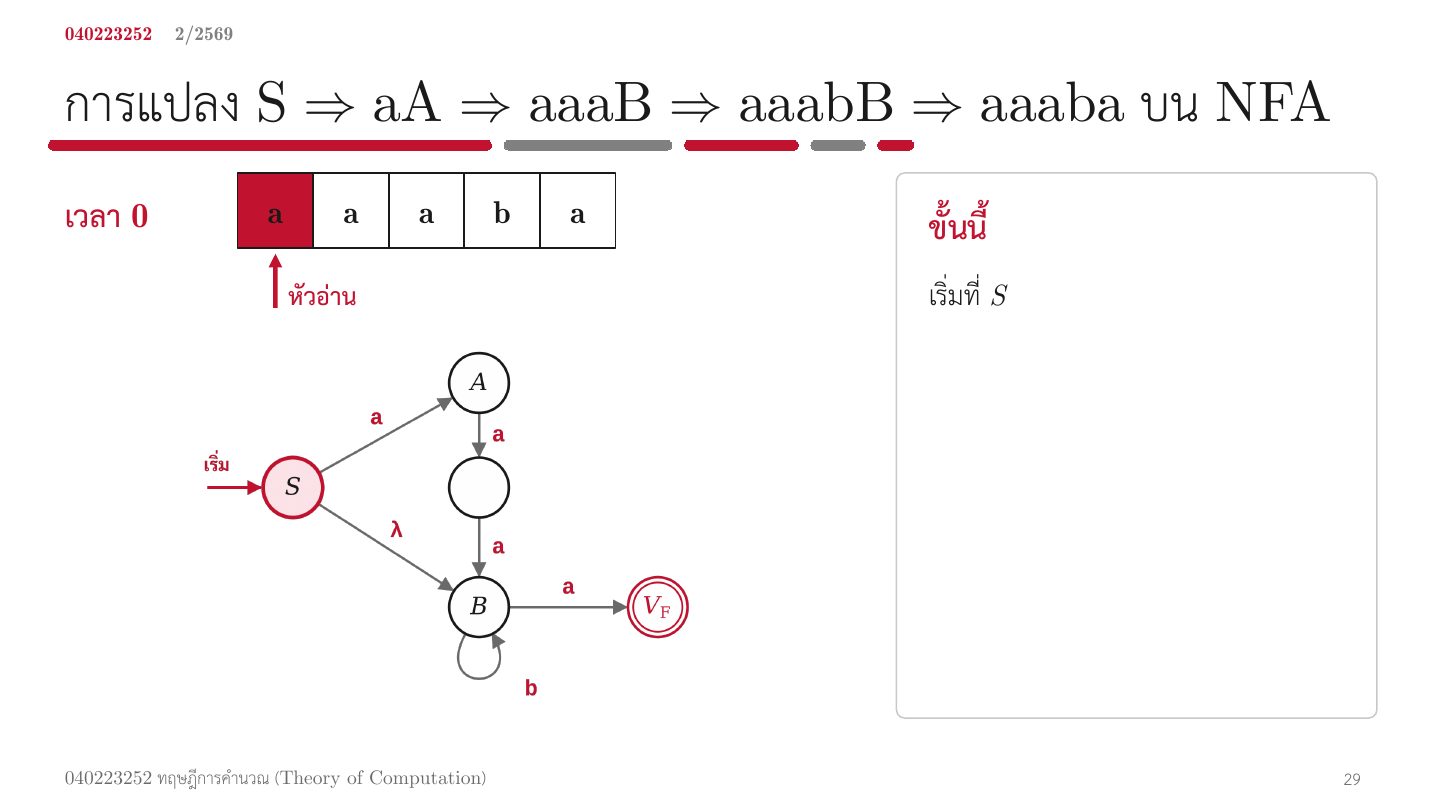 040223252 2/2569
การแปลง S ⇒ aA ⇒ aaaB ⇒ aaabB ⇒ aaaba บน NFA
เวลา 0
a a a b a
หัวอ่าน
ขั้นนี้
เริ่มที่ S
A
a
a
เริ่ม
S
λ
a
a
B
V_F
b
040223252 ทฤษฎีการคำนวณ (Theory of Computation)
29